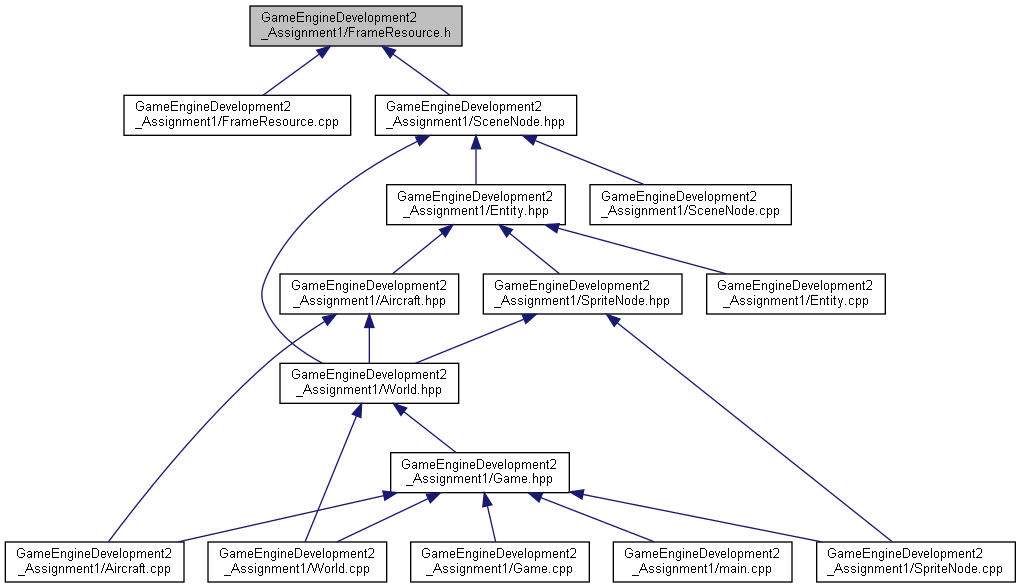 GameEngineDevelopment2
_Assignment1/FrameResource.h
GameEngineDevelopment2
_Assignment1/FrameResource.cpp
GameEngineDevelopment2
_Assignment1/SceneNode.hpp
GameEngineDevelopment2
_Assignment1/Entity.hpp
GameEngineDevelopment2
_Assignment1/SceneNode.cpp
GameEngineDevelopment2
_Assignment1/Aircraft.hpp
GameEngineDevelopment2
_Assignment1/SpriteNode.hpp
GameEngineDevelopment2
_Assignment1/Entity.cpp
GameEngineDevelopment2
_Assignment1/World.hpp
GameEngineDevelopment2
_Assignment1/Game.hpp
GameEngineDevelopment2
_Assignment1/Aircraft.cpp
GameEngineDevelopment2
_Assignment1/World.cpp
GameEngineDevelopment2
_Assignment1/Game.cpp
GameEngineDevelopment2
_Assignment1/main.cpp
GameEngineDevelopment2
_Assignment1/SpriteNode.cpp